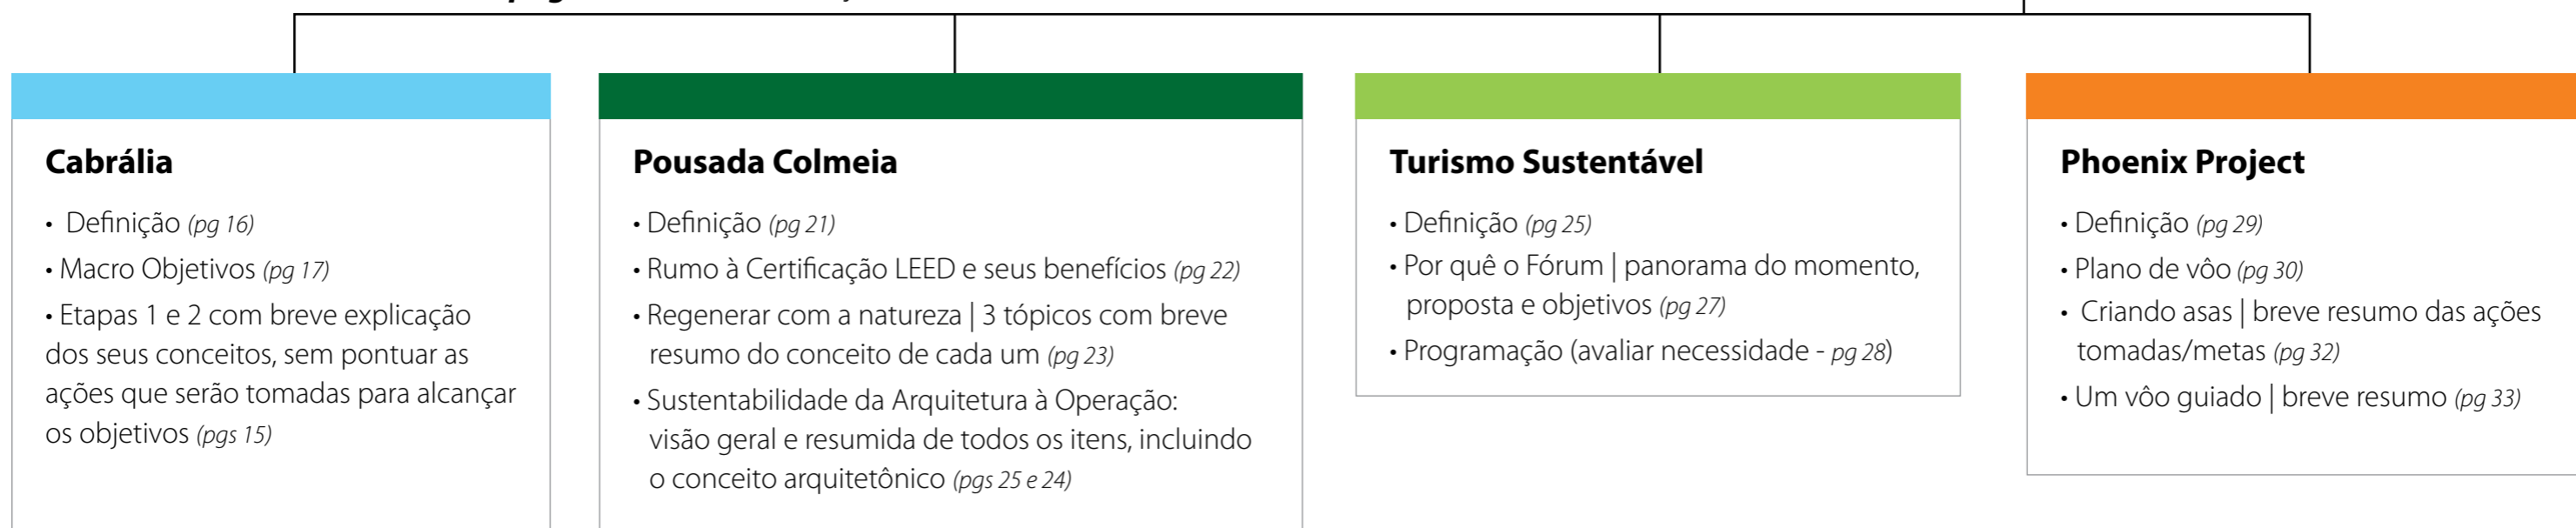 Cabrália
• Definição (pg 16)
• Macro Objetivos (pg 17)
• Etapas 1 e 2 com breve explicação
dos seus conceitos, sem pontuar as
ações que serão tomadas para alcançar
os objetivos (pgs 15)
Pousada Colmeia
• Definição (pg 21)
• Rumo à Certificação LEED e seus benefícios (pg 22)
• Regenerar com a natureza | 3 tópicos com breve
resumo do conceito de cada um (pg 23)
• Sustentabilidade da Arquitetura à Operação:
visão geral e resumida de todos os itens, incluindo
o conceito arquitetônico (pgs 25 e 24)
Turismo Sustentável
• Definição (pg 25)
• Por quê o Fórum | panorama do momento,
proposta e objetivos (pg 27)
• Programação (avaliar necessidade - pg 28)
Phoenix Project
• Definição (pg 29)
• Plano de vôo (pg 30)
• Criando asas | breve resumo das ações
tomadas/metas (pg 32)
• Um vôo guiado | breve resumo (pg 33)